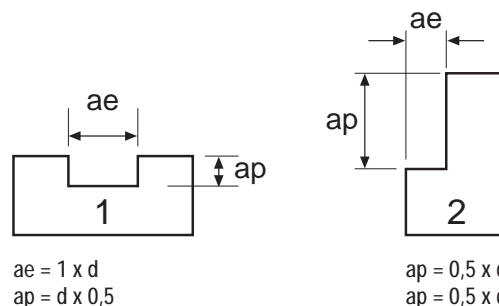 ae
ap
1
ae = 1 x d
ap = d x 0,5
ae
ap
2
ap = 0,5 x
ap = 0,5 x